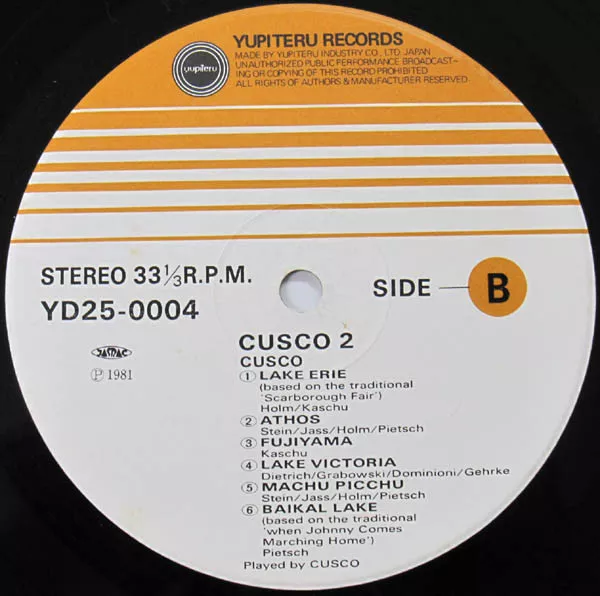 yupiteru
YUPITERU RECORDS
MADE BY YUPITERU INDUSTRY CO., LTD. JAPAN
UNAUTHORIZED PUBLIC PERFORMANCE BROADCAST-
ING OR COPYING OF THIS RECORD PROHIBITED
ALL RIGHTS OF AUTHORS & MANUFACTURER RESERVED
STEREO 33⅓R.P.M.
YD25-0004
SIDE — B
JASRAC
Ⓟ 1981
CUSCO 2
CUSCO
① LAKE ERIE
(based on the traditional
'Scarborough Fair')
Holm/Kaschu
② ATHOS
Stein/Jass/Holm/Pietsch
③ FUJIYAMA
Kaschu
④ LAKE VICTORIA
Dietrich/Grabowski/Dominioni/Gehrke
⑤ MACHU PICCHU
Stein/Jass/Holm/Pietsch
⑥ BAIKAL LAKE
(based on the traditional
'when Johnny Comes
Marching Home')
Pietsch
Played by CUSCO